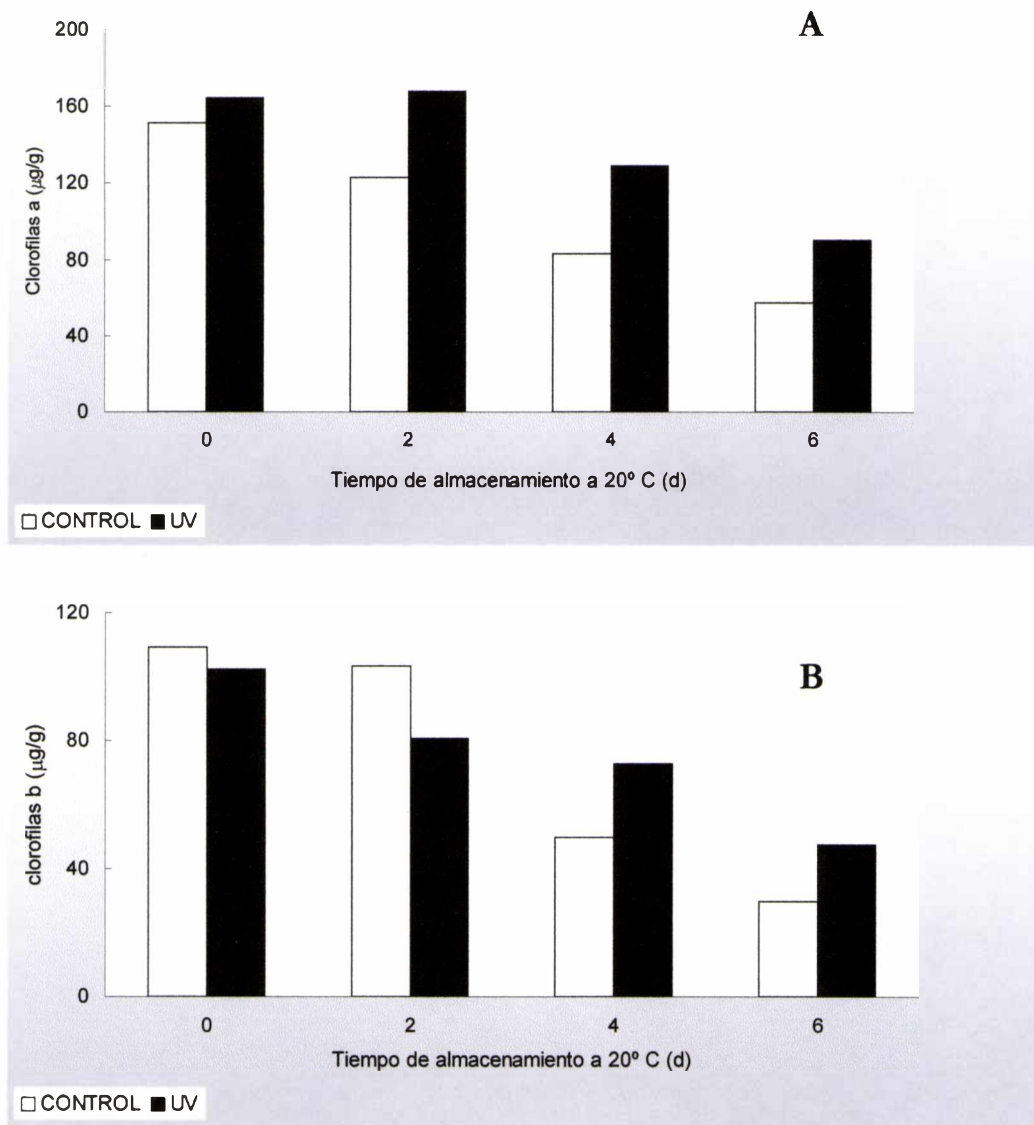 A
200
160
120
80
40
0
Clorofilas a (µg/g)
0 2 4 6
Tiempo de almacenamiento a 20º C (d)
CONTROL UV
B
120
80
40
0
clorofilas b (µg/g)
0 2 4 6
Tiempo de almacenamiento a 20º C (d)
CONTROL UV